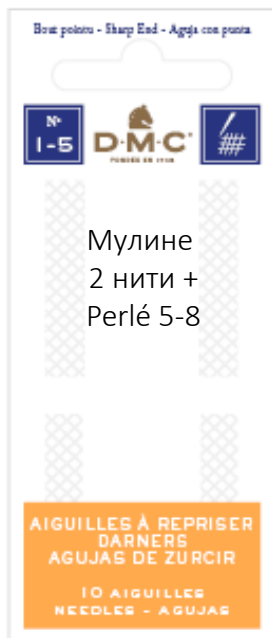 Bout pointu - Sharp End - Aguja con punta
Nº
1-5
D·M·C
FONDÉE EN 1746
Мулине
2 нити +
Perlé 5-8
AIGUILLES À REPRISER
DARNERS
AGUJAS DE ZURCIR
10 AIGUILLES
NEEDLES - AGUJAS